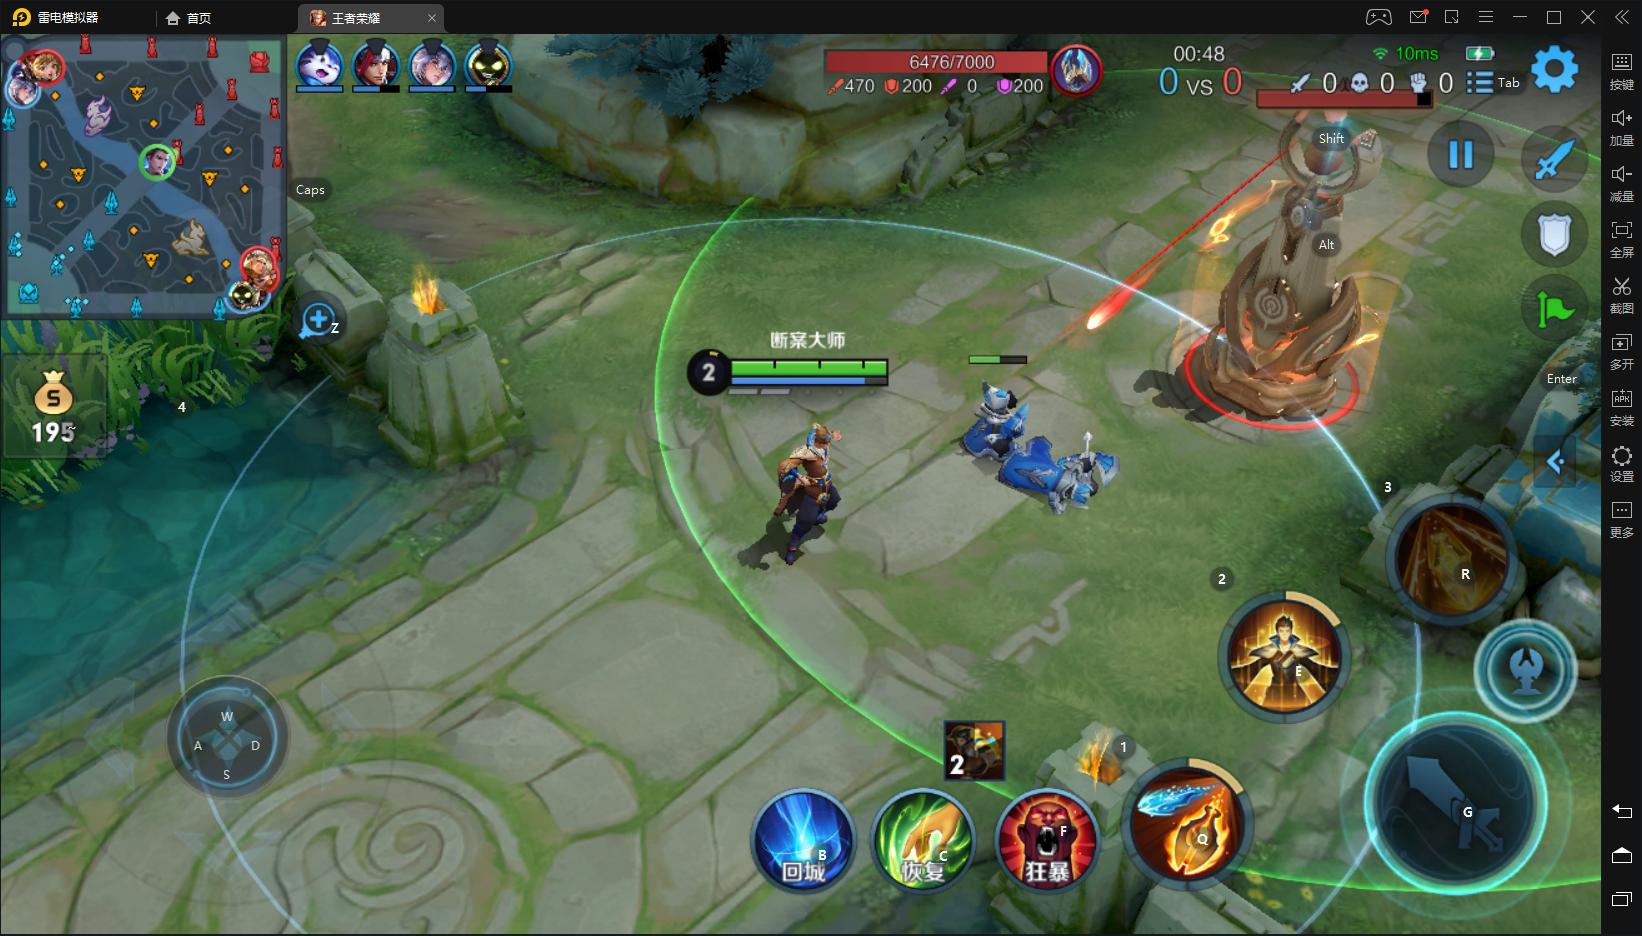 雷电模拟器
首页
王者荣耀
6476/7000
470 200 0 200
00:48
0 VS 0
10ms
0 0 0
Tab
按键
加量
减量
全屏
截图
多开
安装
设置
更多
Shift
Caps
Alt
Z
Enter
断案大师
2
S
195
4
3
R
2
E
W
A D
S
1
2
B
回城
C
恢复
F
狂暴
Q
G
APK